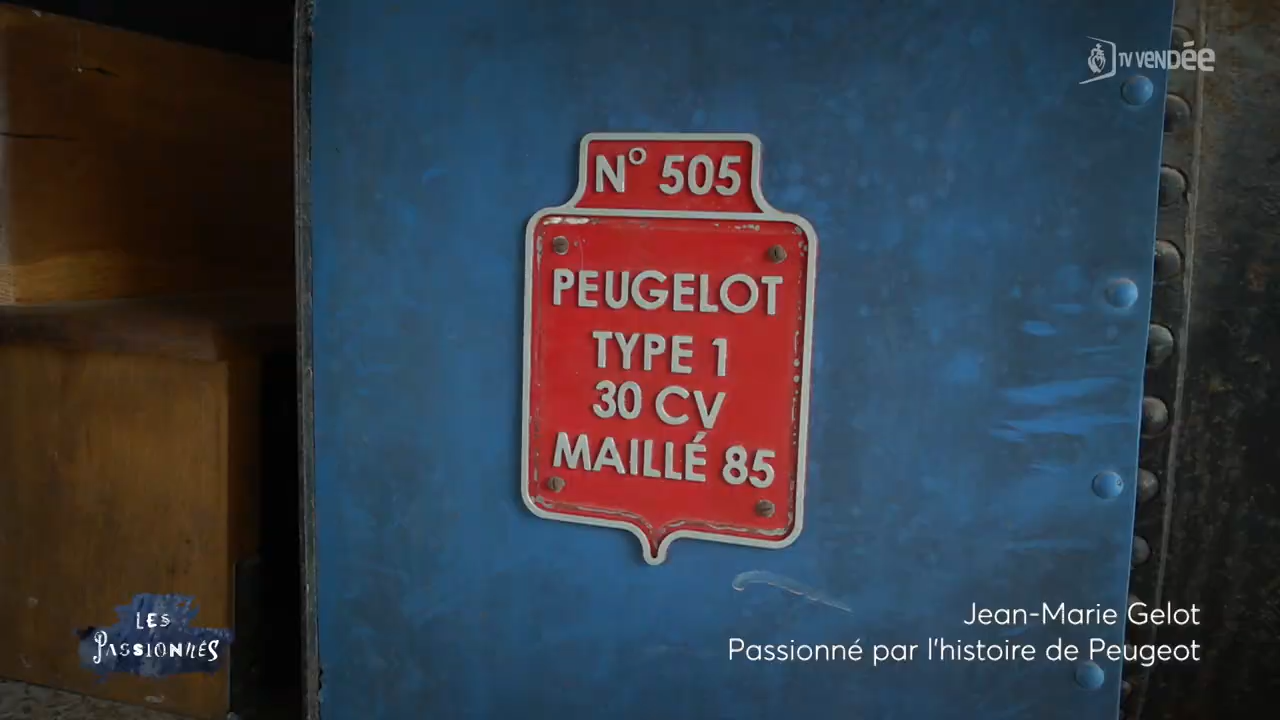 TV VENDÉE
N° 505
PEUGELOT
TYPE 1
30 CV
MAILLÉ 85
LES
PASSIONNÉS
Jean-Marie Gelot
Passionné par l'histoire de Peugeot